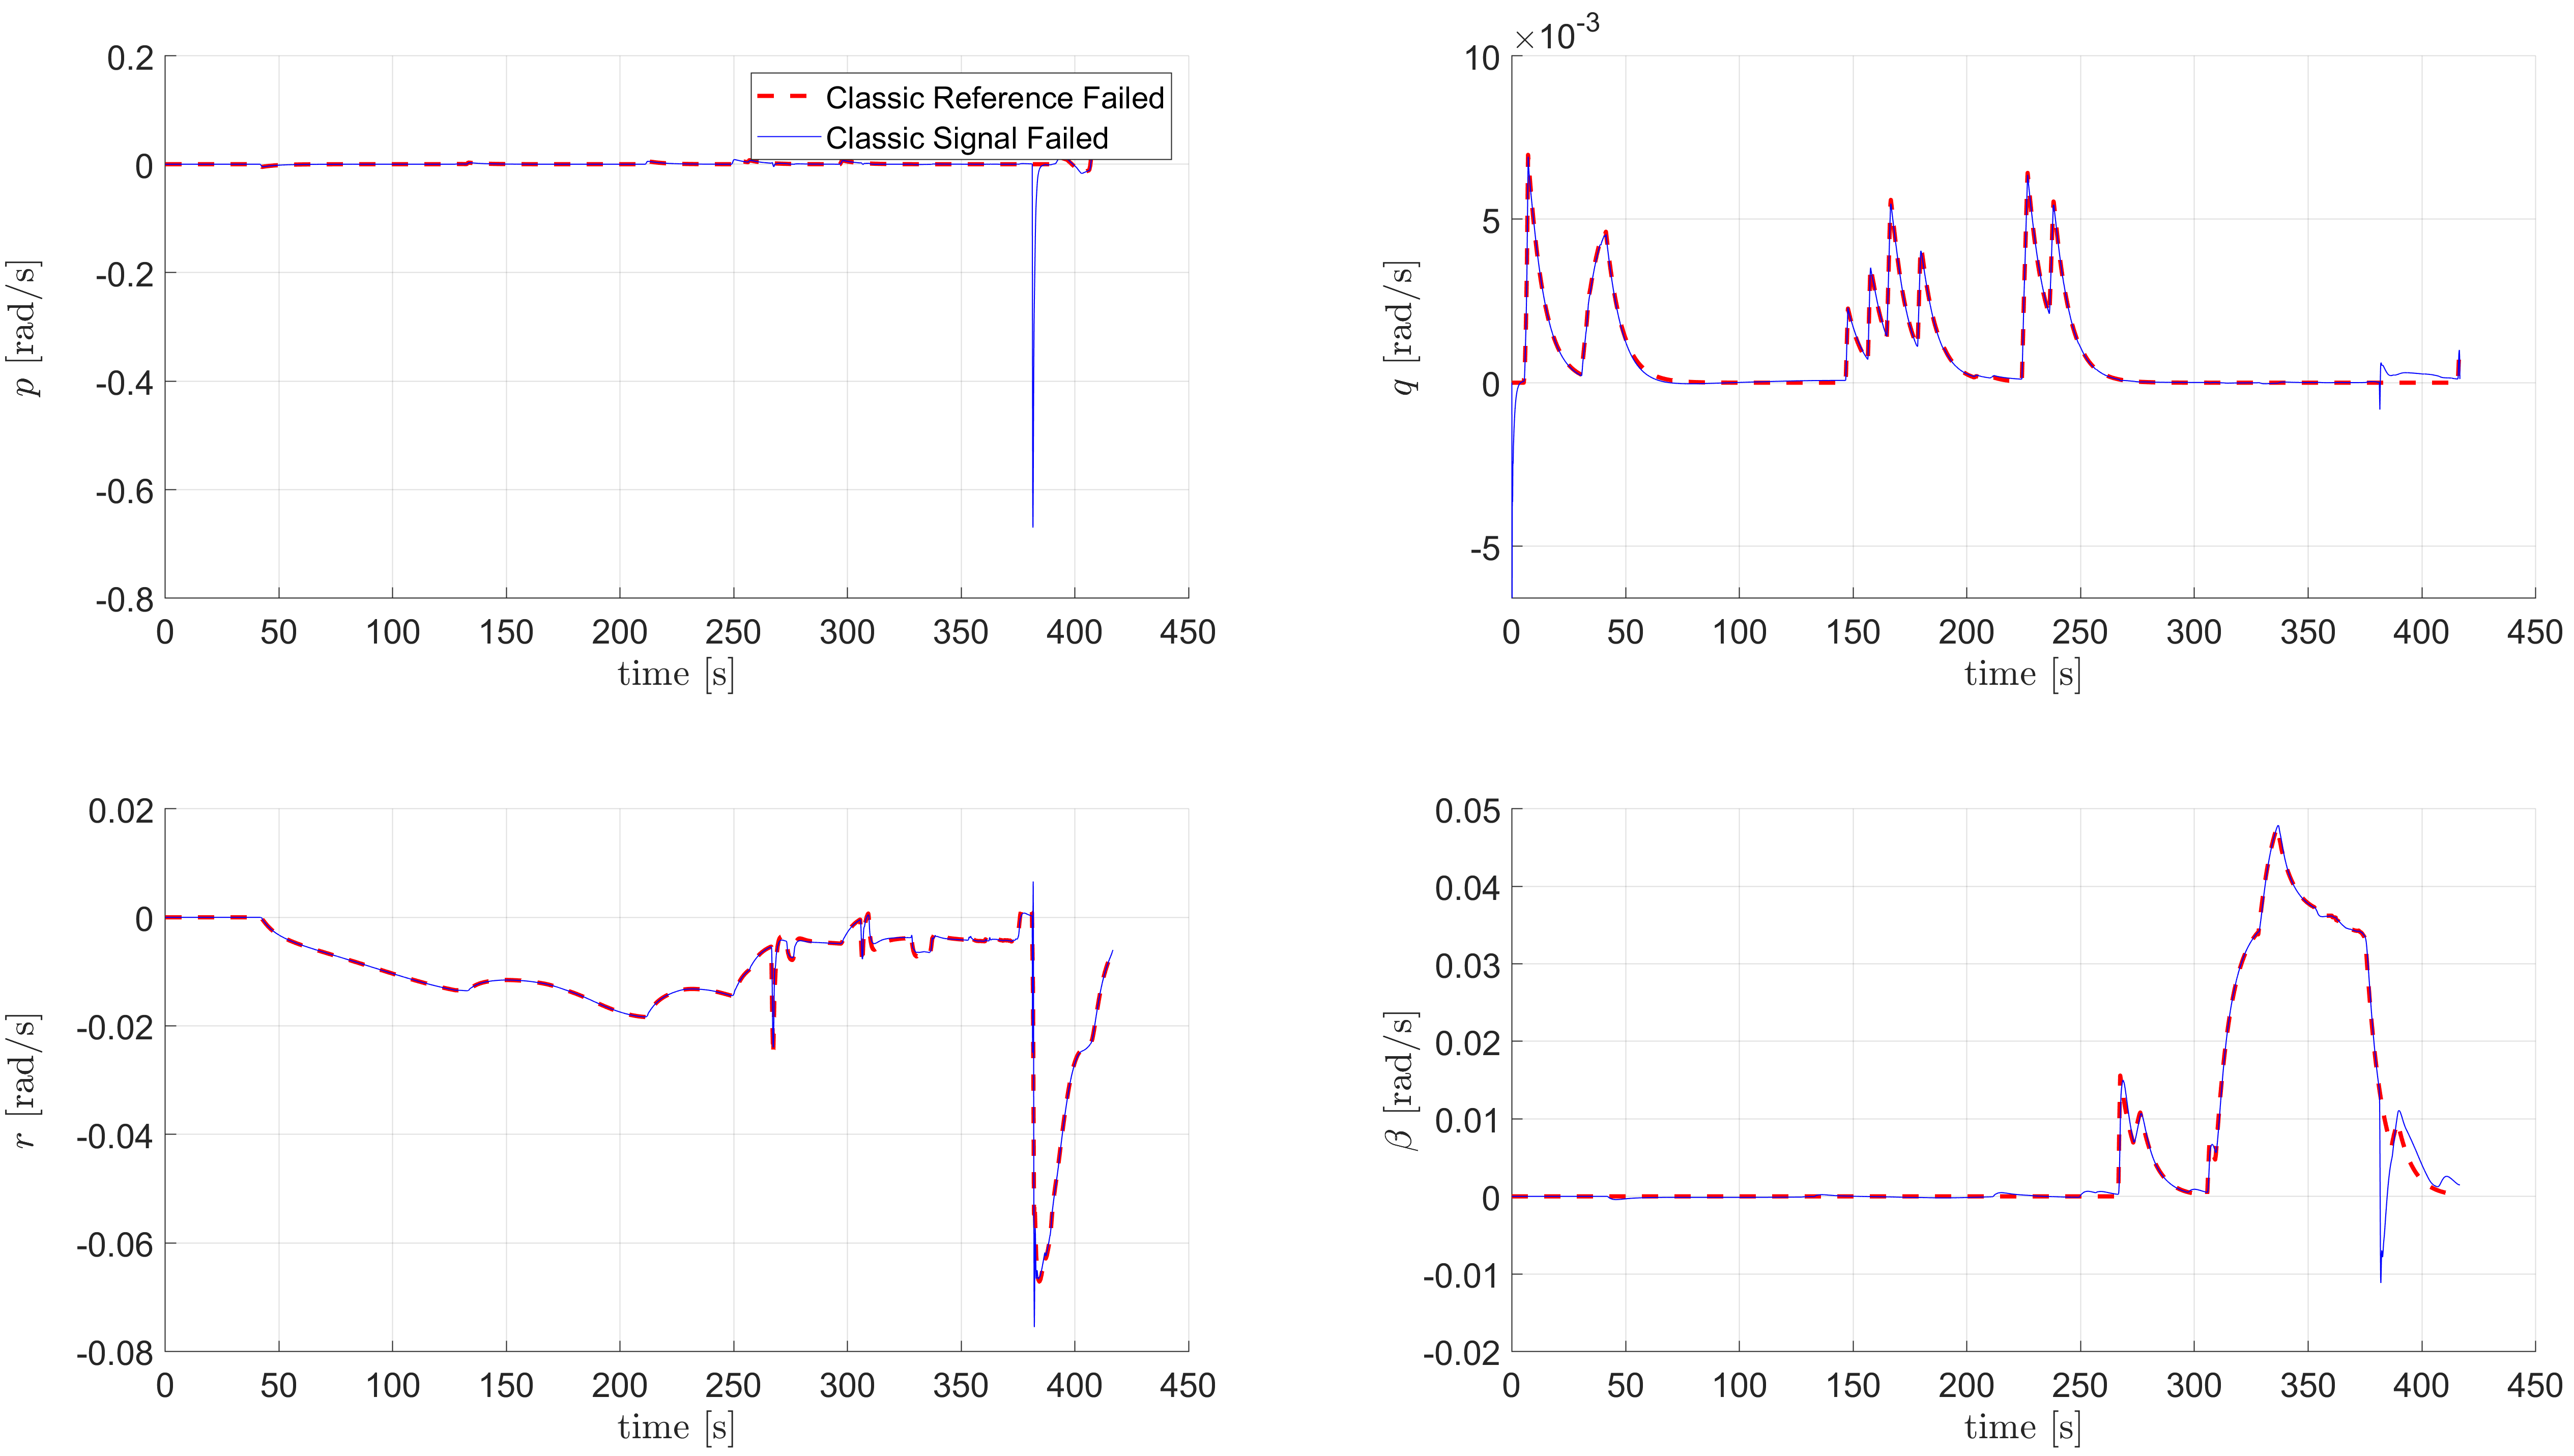 0.2
0
-0.2
-0.4
-0.6
-0.8
p [rad/s]
Classic Reference Failed
Classic Signal Failed
0 50 100 150 200 250 300 350 400 450
time [s]
×10-3
10
5
0
-5
q [rad/s]
0 50 100 150 200 250 300 350 400 450
time [s]
0.02
0
-0.02
-0.04
-0.06
-0.08
r [rad/s]
0 50 100 150 200 250 300 350 400 450
time [s]
0.05
0.04
0.03
0.02
0.01
0
-0.01
-0.02
β [rad/s]
0 50 100 150 200 250 300 350 400 450
time [s]